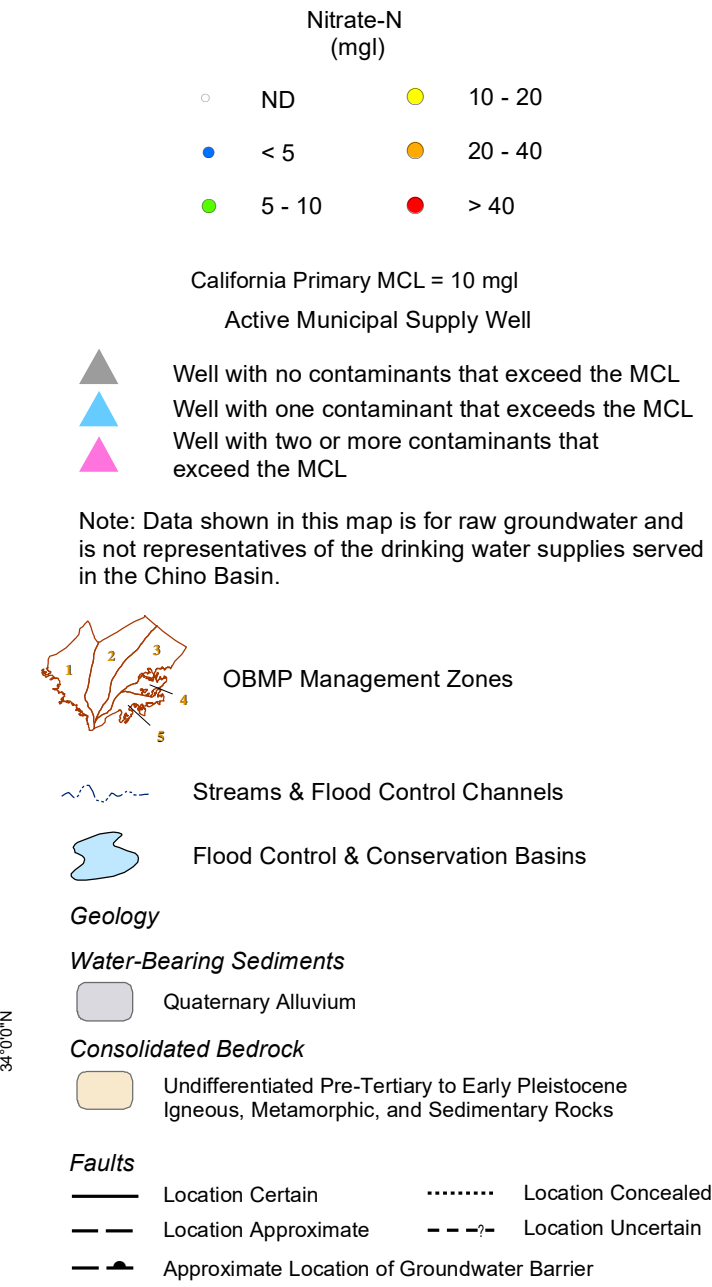 Nitrate-N
(mgl)
ND
10 - 20
< 5
20 - 40
5 - 10
> 40
California Primary MCL = 10 mgl
Active Municipal Supply Well
Well with no contaminants that exceed the MCL
Well with one contaminant that exceeds the MCL
Well with two or more contaminants that
exceed the MCL
Note: Data shown in this map is for raw groundwater and
is not representatives of the drinking water supplies served
in the Chino Basin.
1
2
3
4
5
OBMP Management Zones
Streams & Flood Control Channels
Flood Control & Conservation Basins
Geology
Water-Bearing Sediments
Quaternary Alluvium
34°0'0"N
Consolidated Bedrock
Undifferentiated Pre-Tertiary to Early Pleistocene
Igneous, Metamorphic, and Sedimentary Rocks
Faults
Location Certain
Location Concealed
Location Approximate
?
Location Uncertain
Approximate Location of Groundwater Barrier